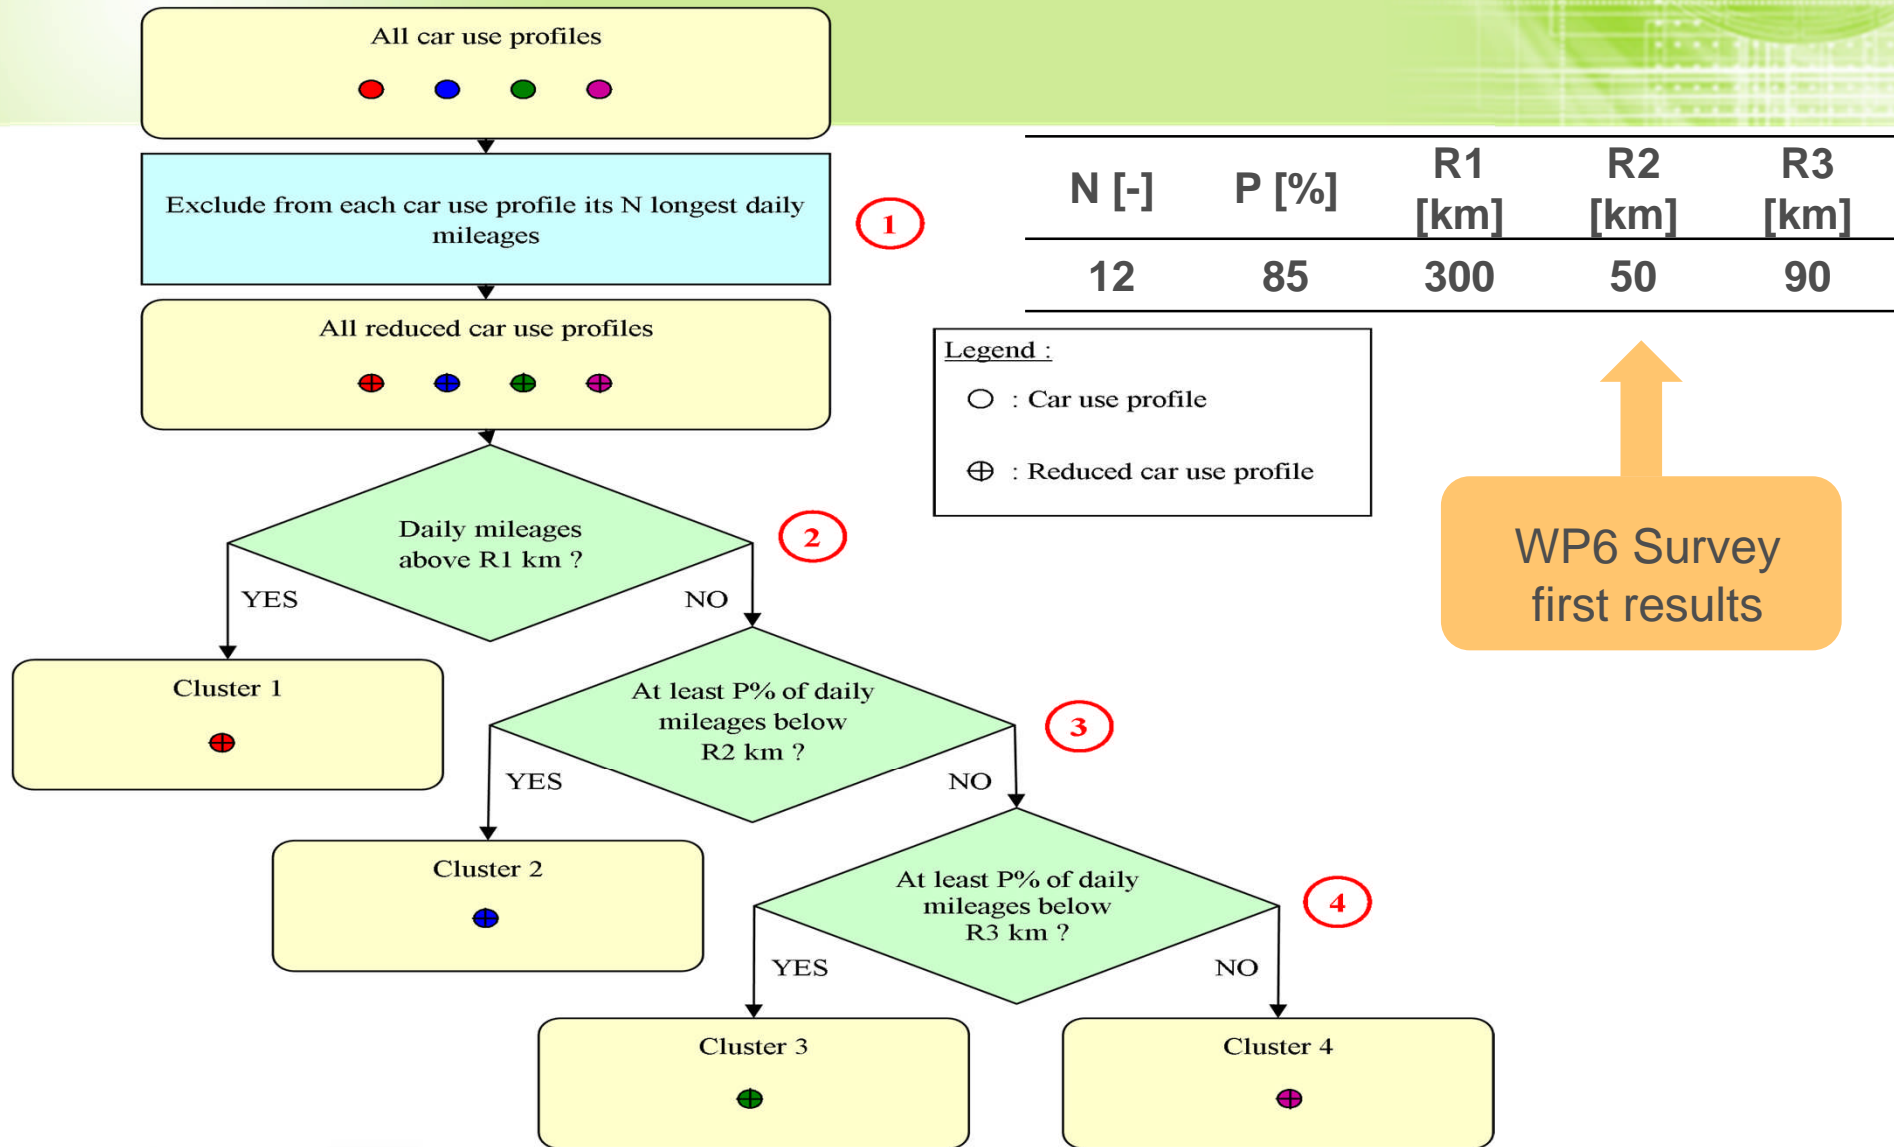 All car use profiles
Exclude from each car use profile its N longest daily
mileages
1
All reduced car use profiles
Daily mileages
above R1 km ?
2
YES
NO
Cluster 1
At least P% of daily
mileages below
R2 km ?
3
YES
NO
Cluster 2
At least P% of daily
mileages below
R3 km ?
4
YES
NO
Cluster 3
Cluster 4
N [-] P [%] R1 [km] R2 [km] R3 [km]
12 85 300 50 90
Legend :
: Car use profile
: Reduced car use profile
WP6 Survey
first results